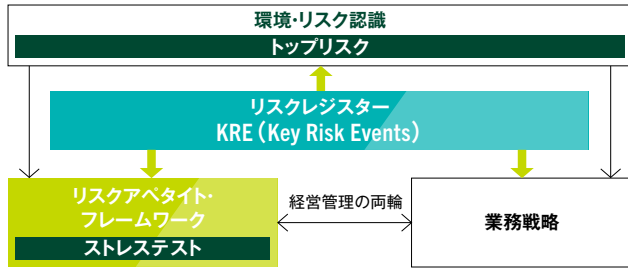 環境・リスク認識
トップリスク
リスクレジスター
KRE（Key Risk Events）
リスクアペタイト・
フレームワーク
ストレステスト
経営管理の両輪
業務戦略